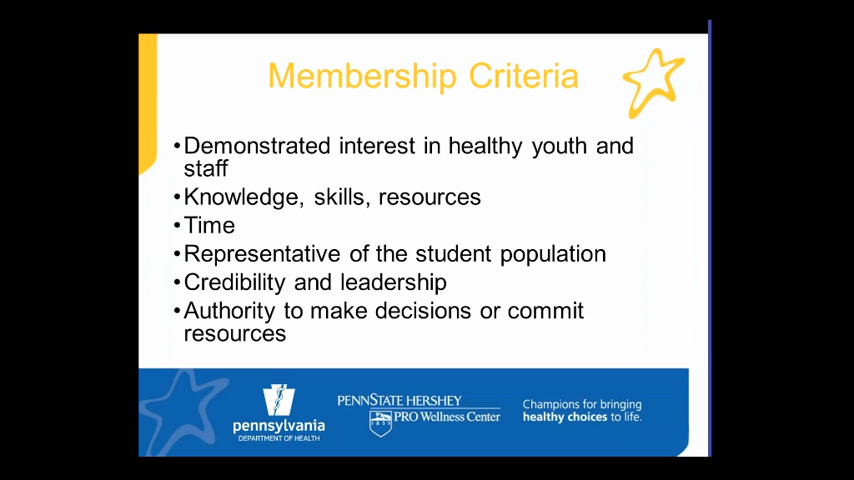 Membership Criteria
•Demonstrated interest in healthy youth and
staff
•Knowledge, skills, resources
•Time
•Representative of the student population
•Credibility and leadership
•Authority to make decisions or commit
resources
pennsylvania
DEPARTMENT OF HEALTH
PENNSTATE HERSHEY
PRO Wellness Center
1855
Champions for bringing
healthy choices to life.